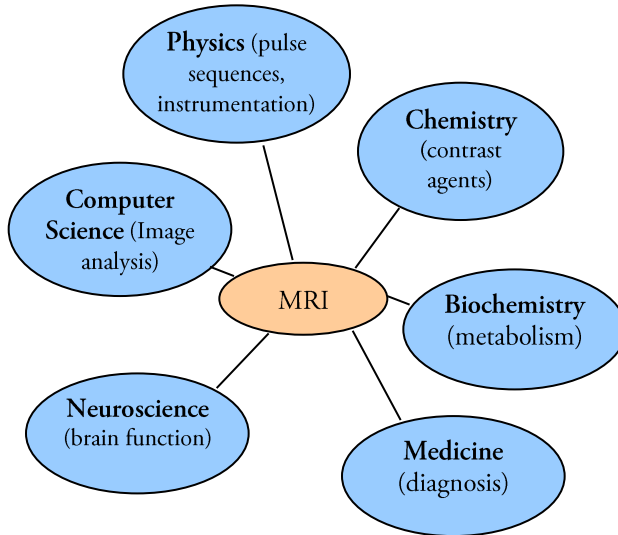 Physics (pulse
sequences,
instrumentation)
Chemistry
(contrast
agents)
Computer
Science (Image
analysis)
MRI
Biochemistry
(metabolism)
Neuroscience
(brain function)
Medicine
(diagnosis)